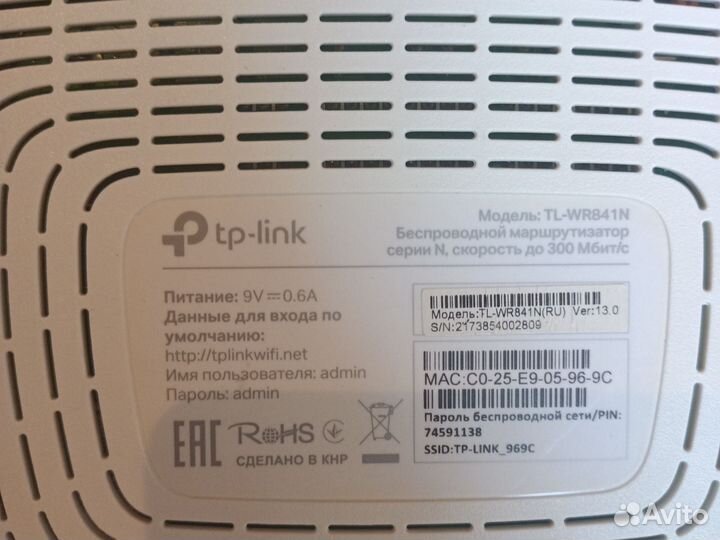 tp-link
Модель: TL-WR841N
Беспроводной маршрутизатор
серии N, скорость до 300 Мбит/с
Питание: 9V⎓0.6A
Данные для входа по
умолчанию:
http://tplinkwifi.net
Имя пользователя: admin
Пароль: admin
Модель:TL-WR841N(RU) Ver:13.0
S/N:2173854002809
MAC:C0-25-E9-05-96-9C
Пароль беспроводной сети/PIN:
74591138
SSID:TP-LINK_969C
EAC RoHS
СДЕЛАНО В КНР
Avito